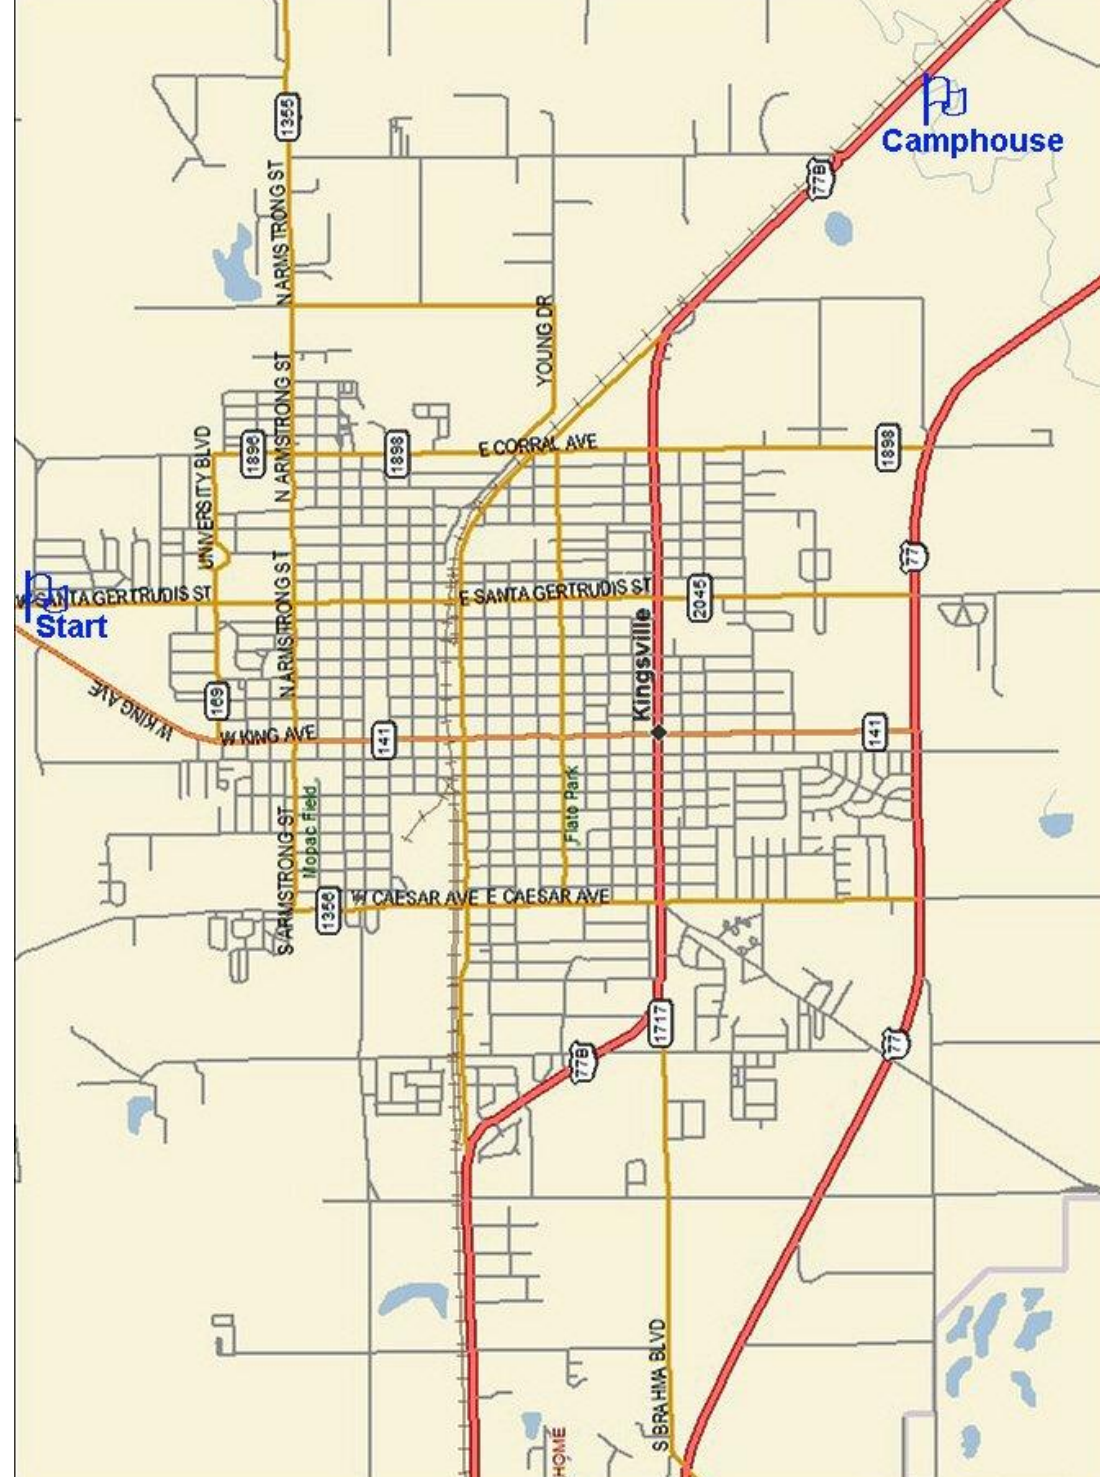 1355
Camphouse
77B
N ARMSTRONG ST
YOUNG DR
N ARMSTRONG ST
UNIVERSITY BLVD
1896
1898
E CORRAL AVE
1898
77
N ARMSTRONG ST
W SANTA GERTRUDIS ST
E SANTA GERTRUDIS ST
2045
Start
Kingsville
W KING AVE
169
W KING AVE
141
141
Mopac Field
Flato Park
S ARMSTRONG ST
1356
W CAESAR AVE
E CAESAR AVE
1717
77B
77
S BRAHMA BLVD
HOME